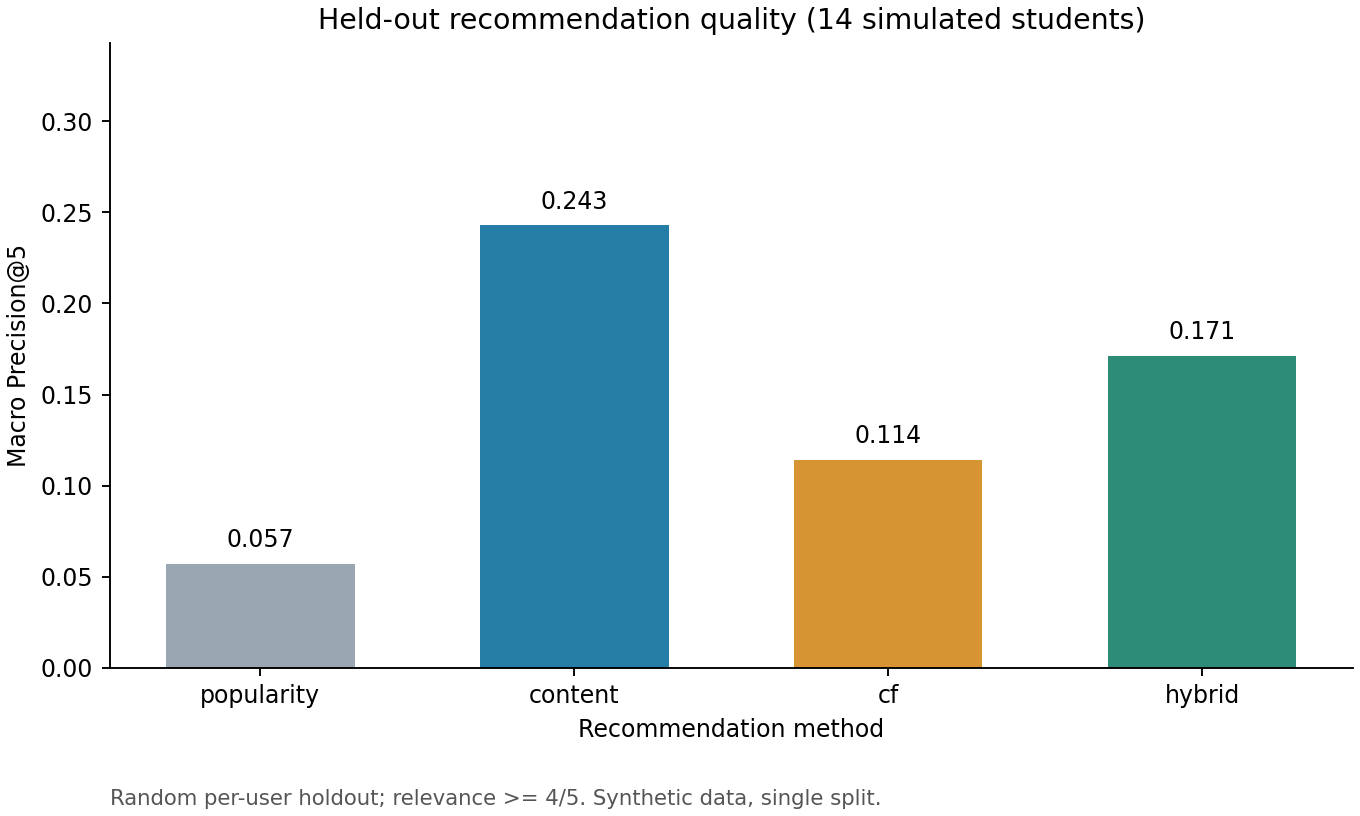 Held-out recommendation quality (14 simulated students)
Macro Precision@5
0.30
0.25
0.20
0.15
0.10
0.05
0.00
0.057
0.243
0.114
0.171
popularity
content
cf
hybrid
Recommendation method
Random per-user holdout; relevance >= 4/5. Synthetic data, single split.